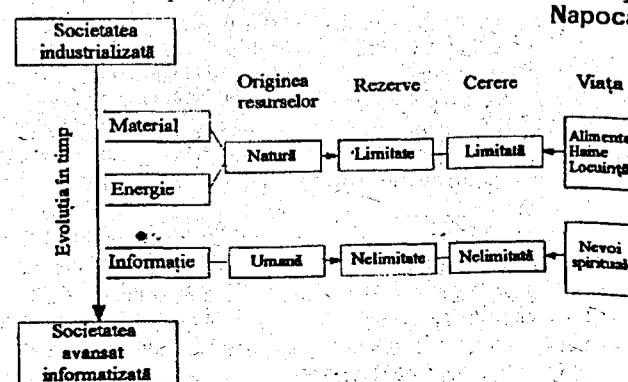 Napoca
Societatea
industrializată
Originea
resurselor
Rezerve
Cerere
Viața
Material
Energie
Natură
Limitate
Limitată
Alimente
Haine
Locuință
Evoluția în timp
Informație
Umană
Nelimitate
Nelimitată
Nevoi
spirituale
Societatea
avansat
informatizată